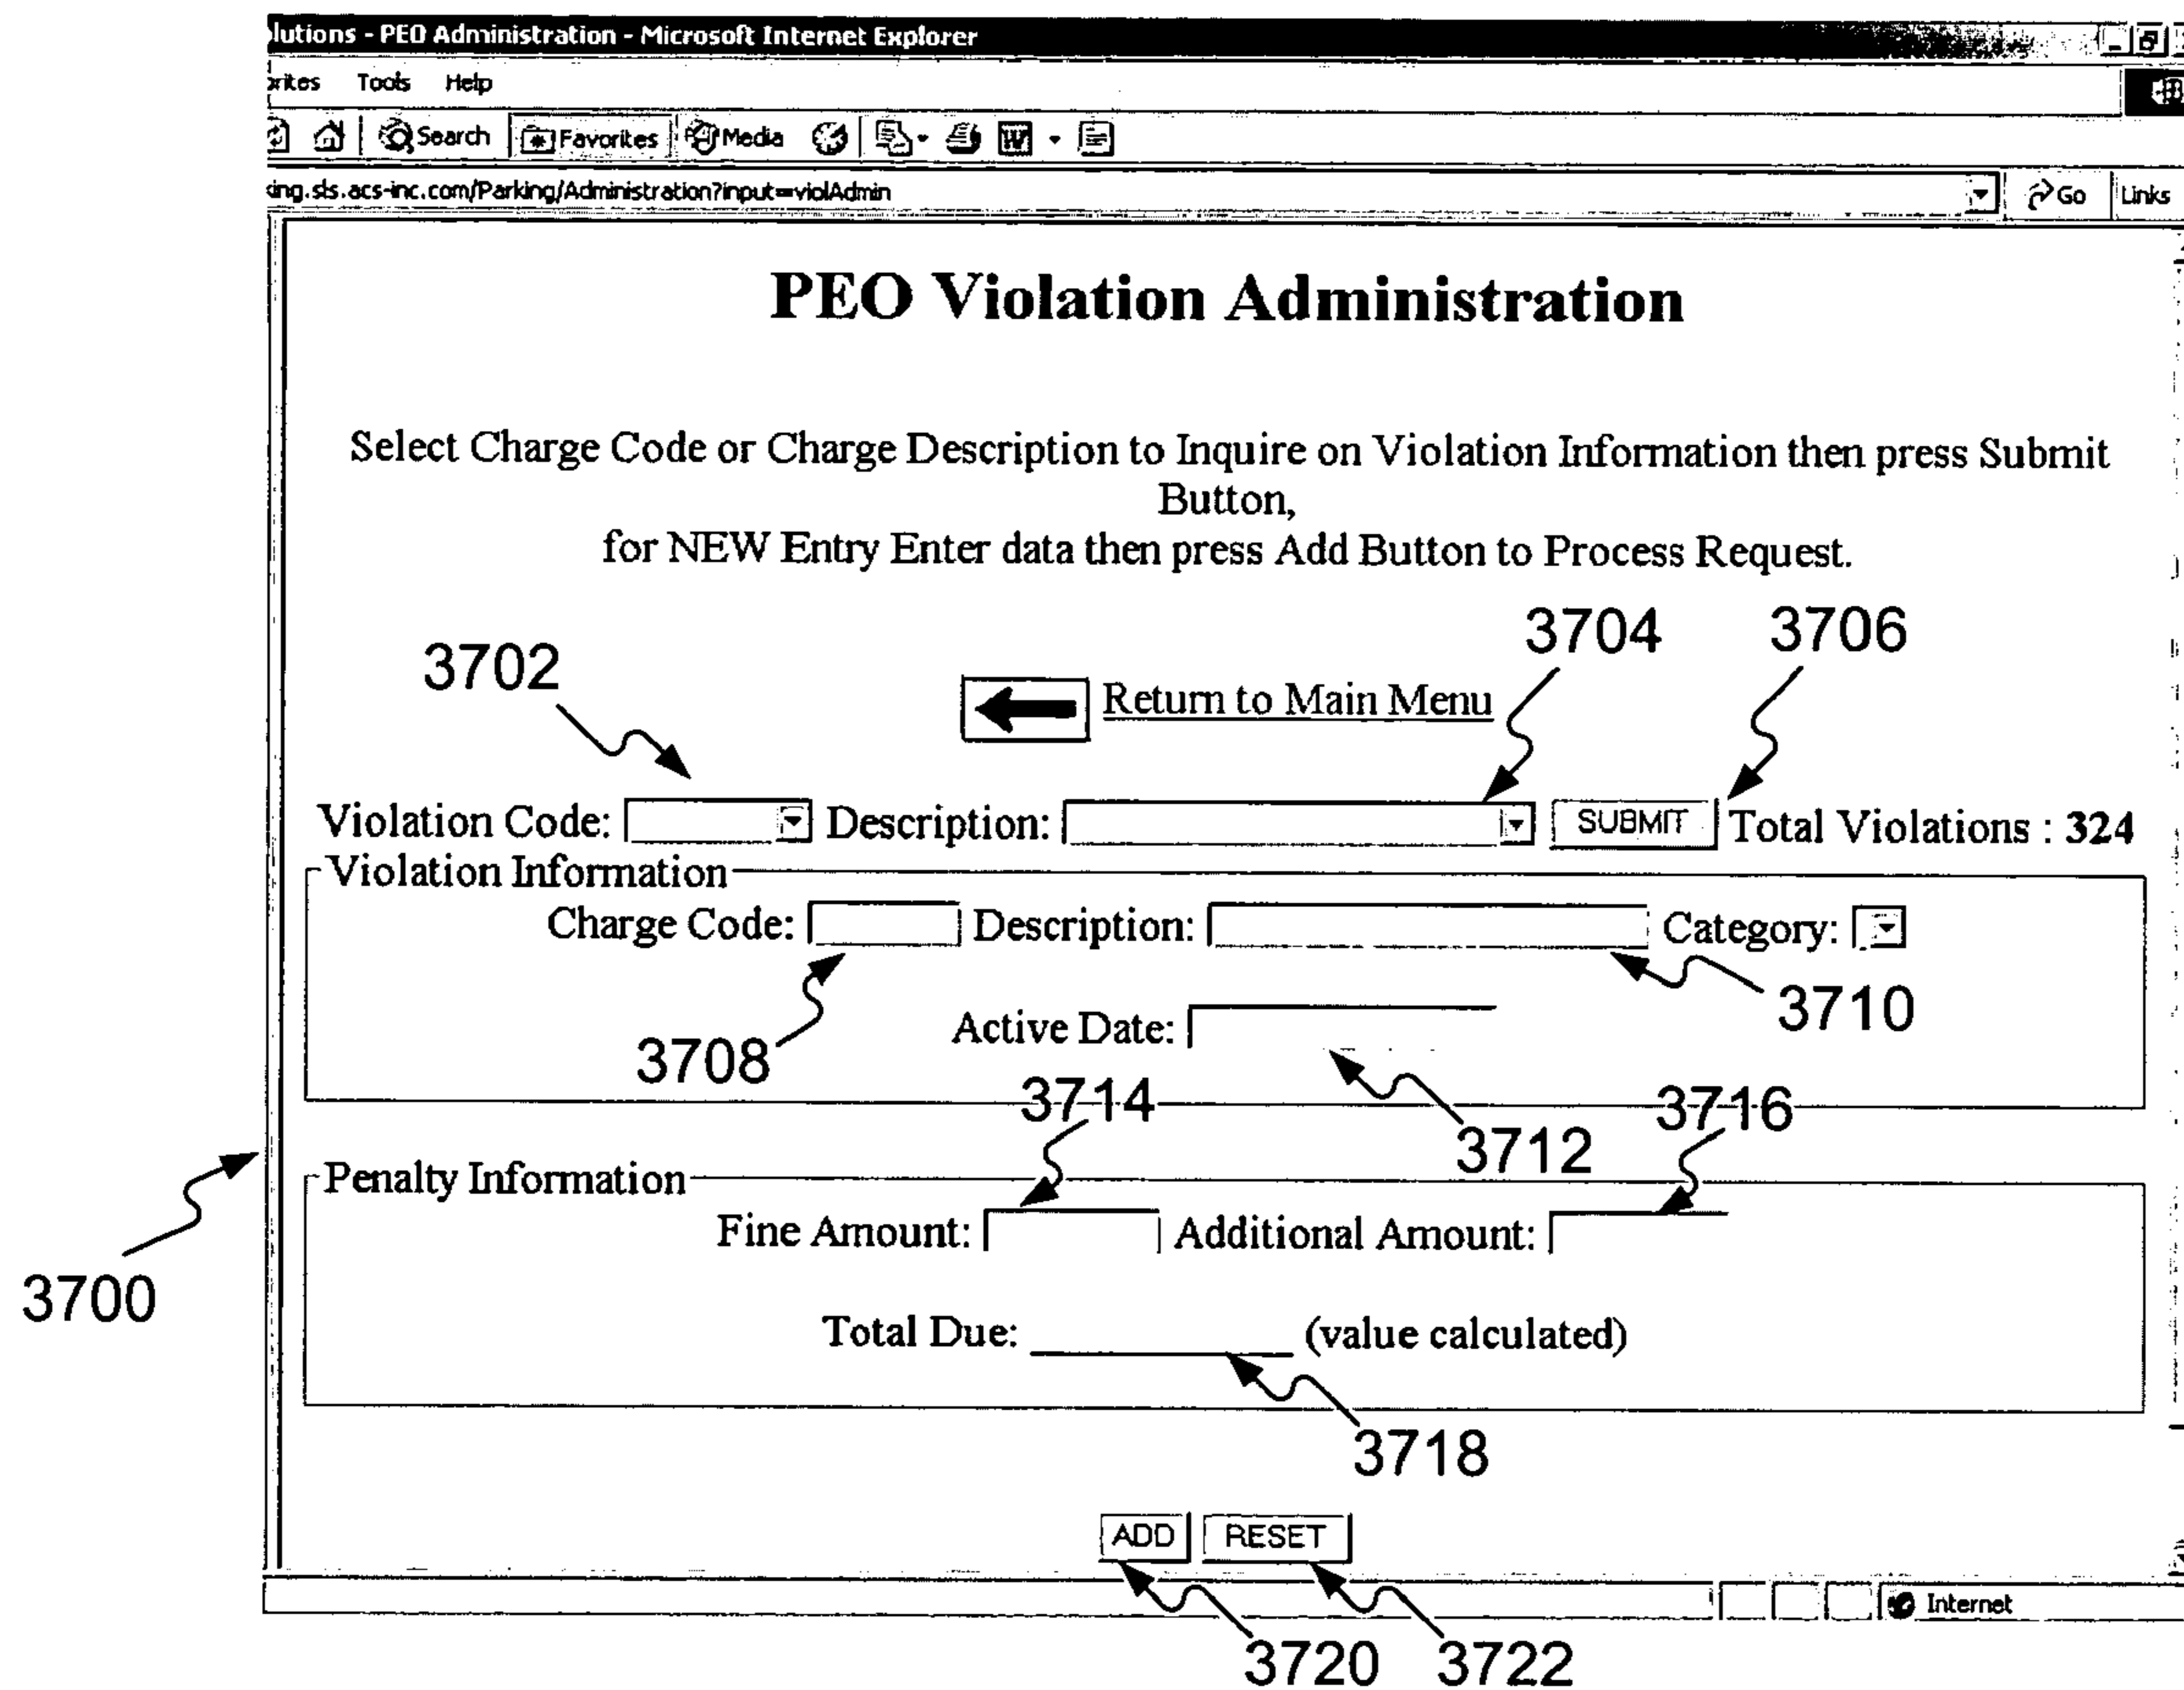 lutions - PEO Administration - Microsoft Internet Explorer
rites Tools Help
Search Favorites Media
ing.sls.acs-inc.com/Parking/Administration?input=violAdmin Go Links
PEO Violation Administration
Select Charge Code or Charge Description to Inquire on Violation Information then press Submit
Button,
for NEW Entry Enter data then press Add Button to Process Request.
3704 3706
3702
Return to Main Menu
Violation Code: Description: SUBMIT Total Violations : 324
Violation Information
Charge Code: Description: Category:
3710
Active Date:
3708
3714 3716
3712
Penalty Information
Fine Amount: Additional Amount:
3700
Total Due: (value calculated)
3718
ADD RESET
Internet
3720 3722